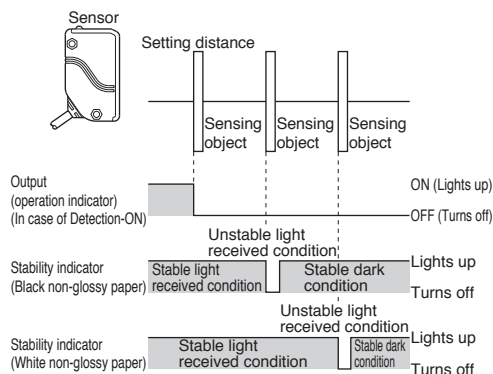 Sensor
Setting distance
Sensing object
Sensing object
Sensing object
Output
(operation indicator)
(In case of Detection-ON)
ON (Lights up)
OFF (Turns off)
Unstable light
received condition
Stability indicator
(Black non-glossy paper)
Stable light
received condition
Stable dark
condition
Lights up
Turns off
Unstable light
received condition
Stability indicator
(White non-glossy paper)
Stable light
received condition
Stable dark
condition
Lights up
Turns off